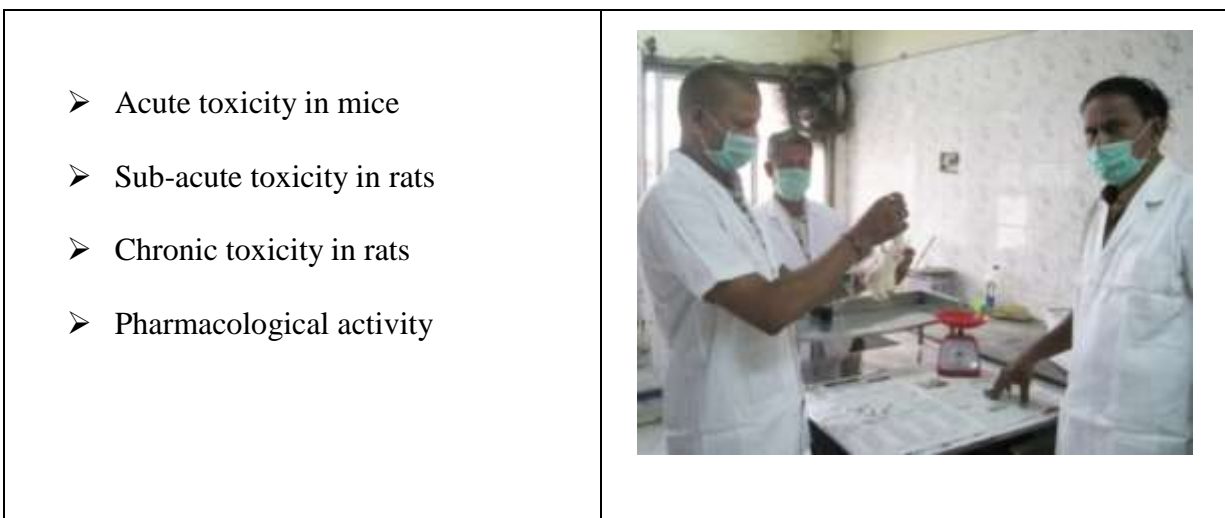 ➢ Acute toxicity in mice
➢ Sub-acute toxicity in rats
➢ Chronic toxicity in rats
➢ Pharmacological activity